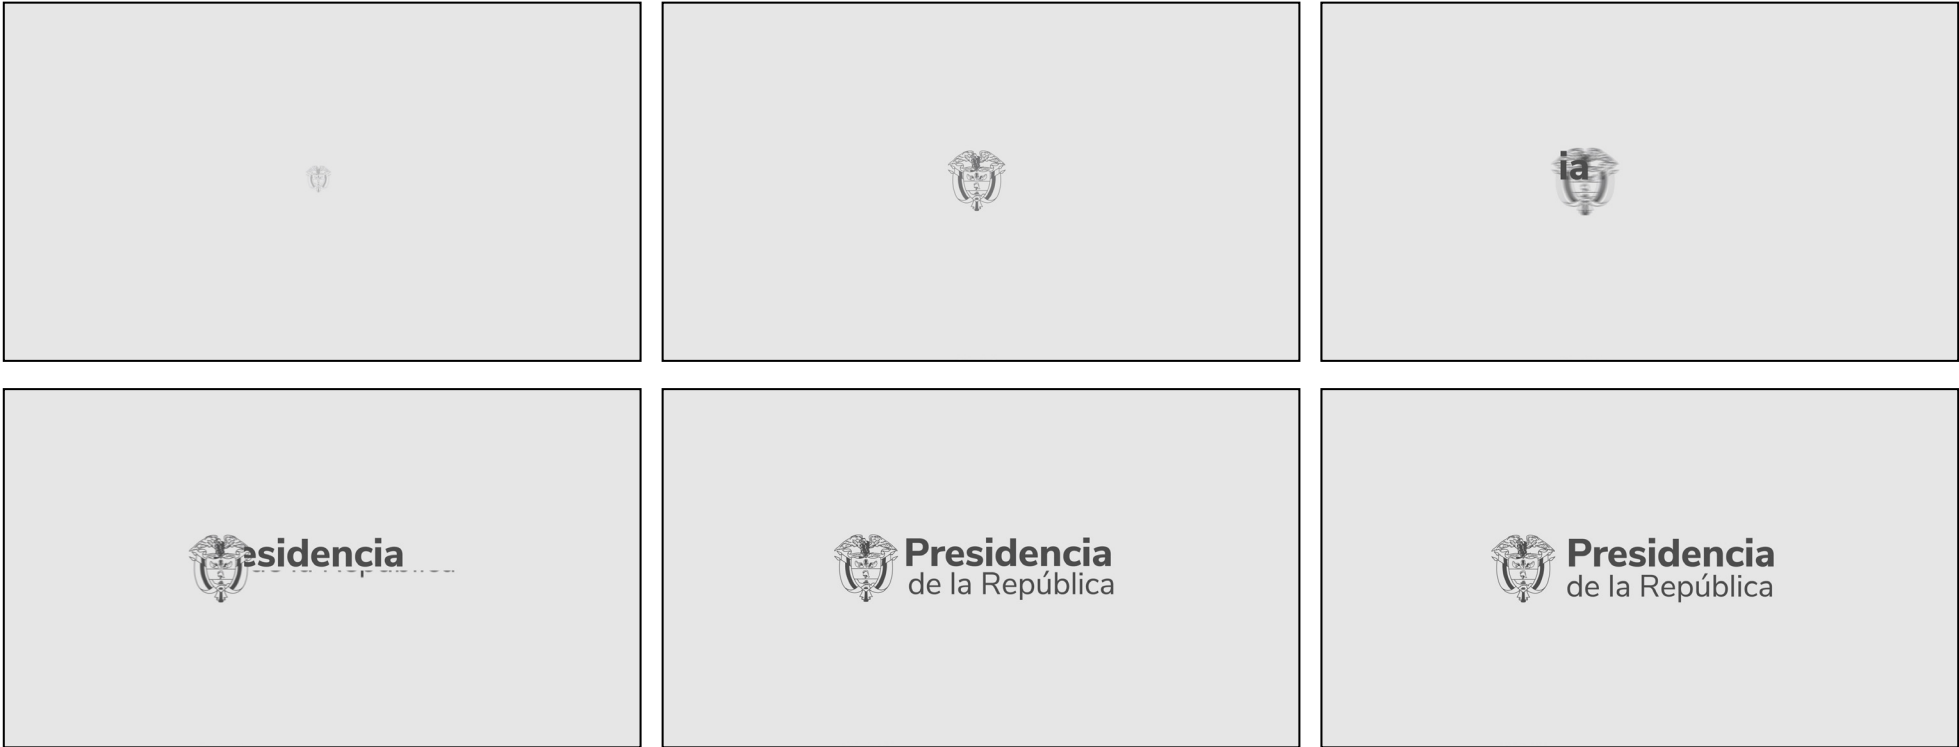 ia
esidencia
Presidencia
de la República
Presidencia
de la República